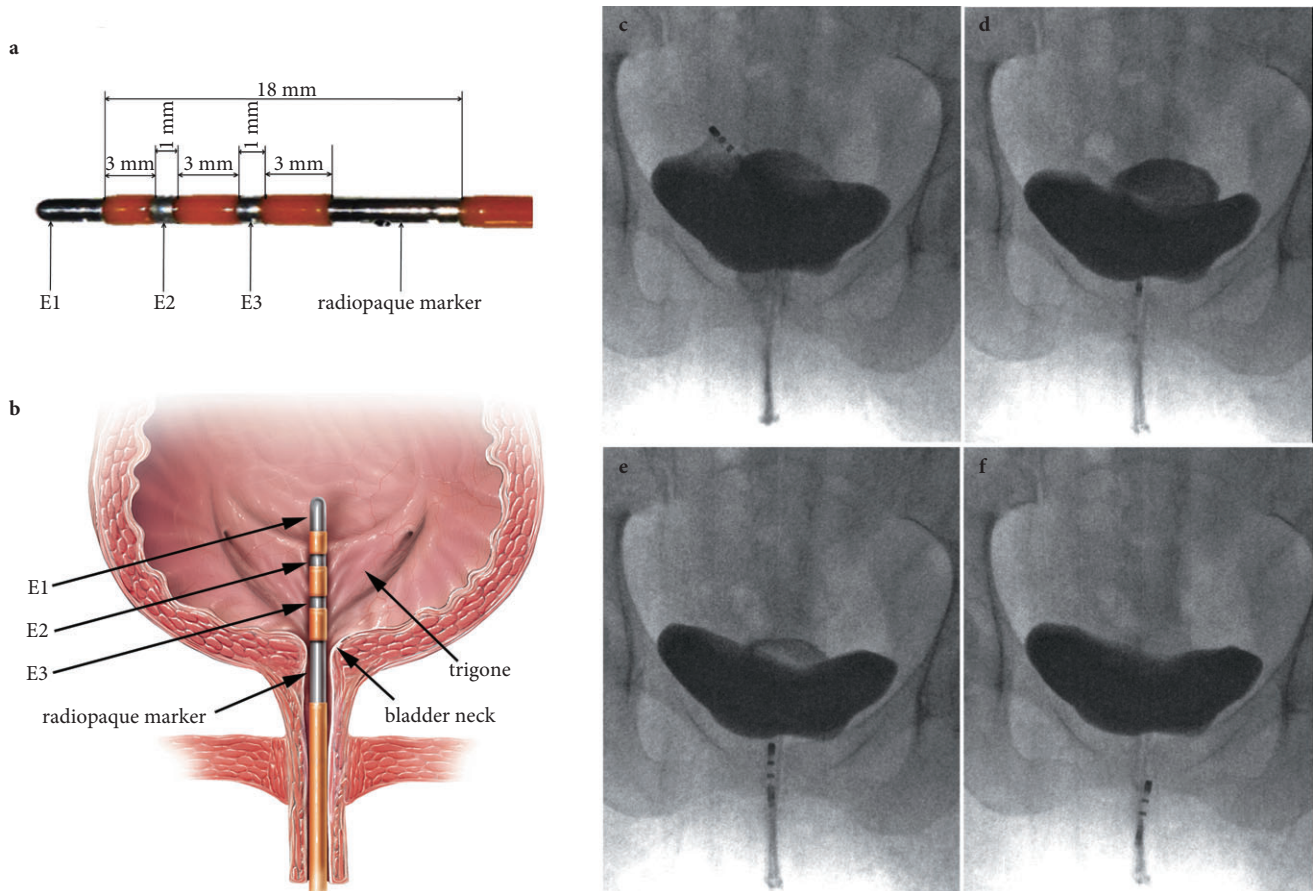 a
18 mm
1 mm
1 mm
3 mm
3 mm
3 mm
E1
E2
E3
radiopaque marker
b
E1
E2
E3
radiopaque marker
trigone
bladder neck
c
d
e
f